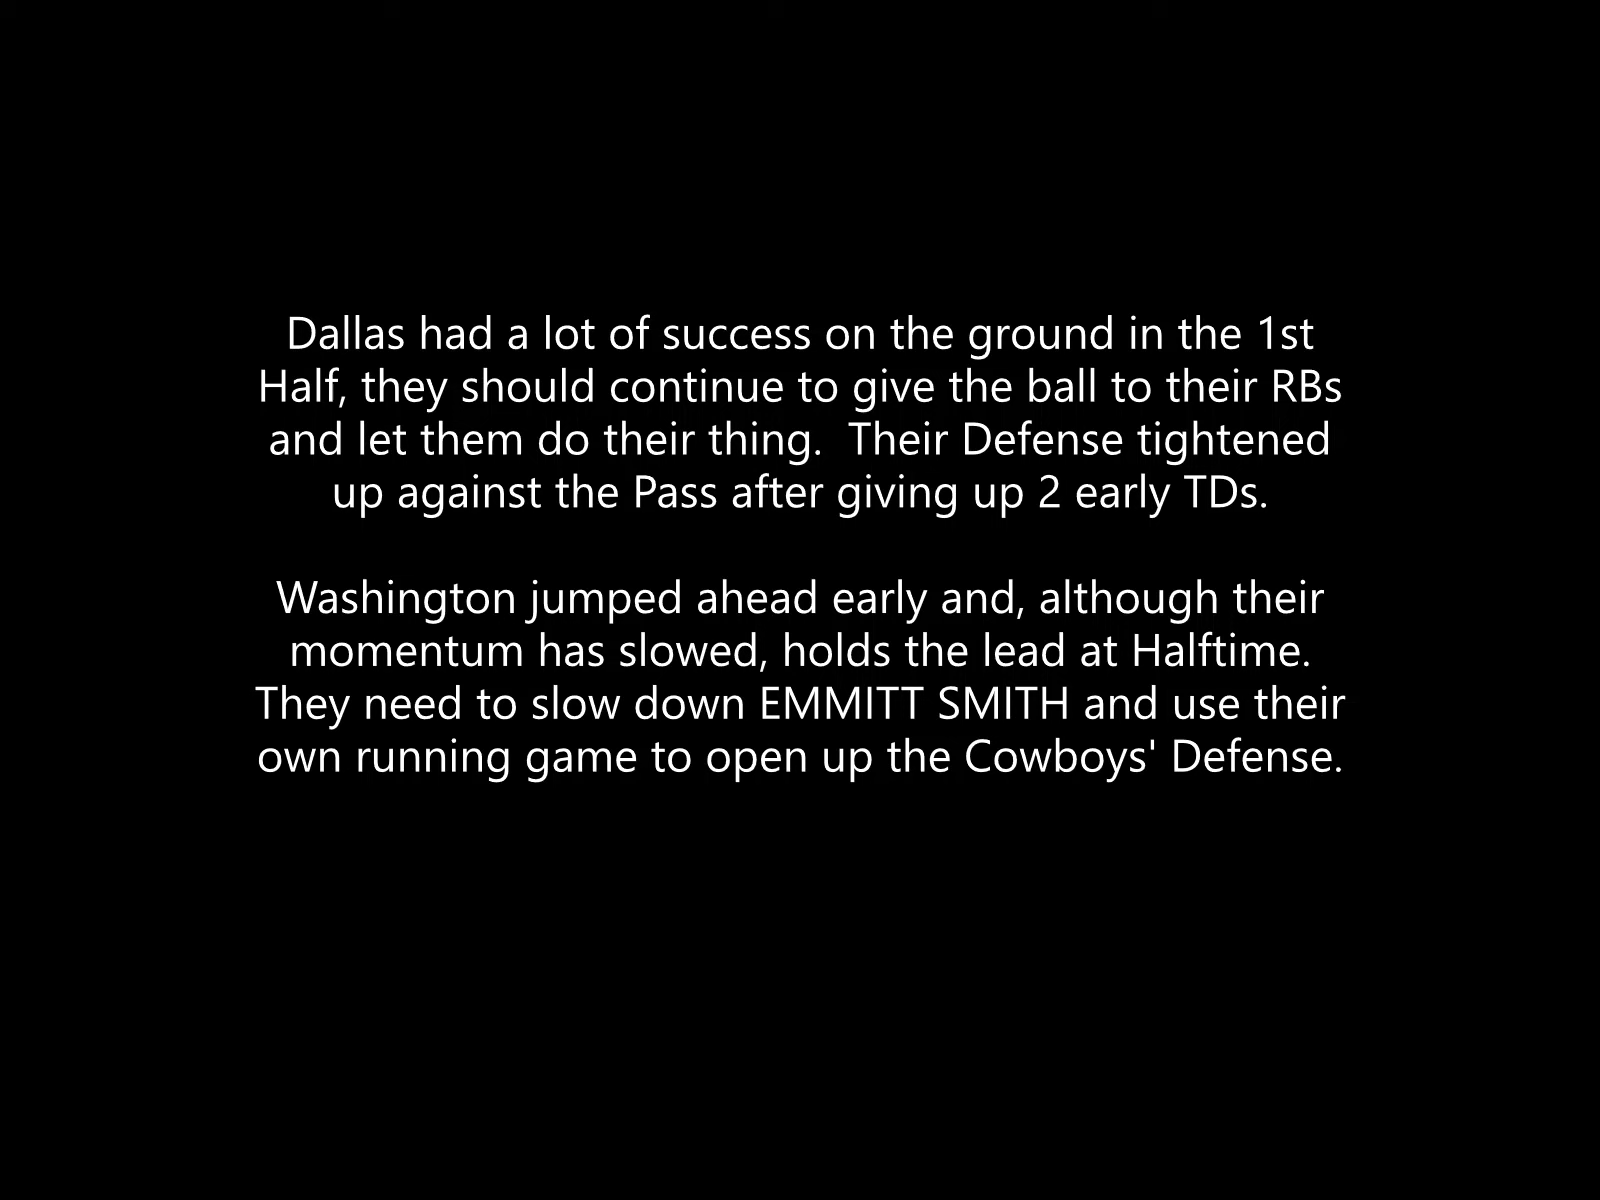 Dallas had a lot of success on the ground in the 1st
Half, they should continue to give the ball to their RBs
and let them do their thing.  Their Defense tightened
up against the Pass after giving up 2 early TDs.

Washington jumped ahead early and, although their
momentum has slowed, holds the lead at Halftime.
They need to slow down EMMITT SMITH and use their
own running game to open up the Cowboys' Defense.